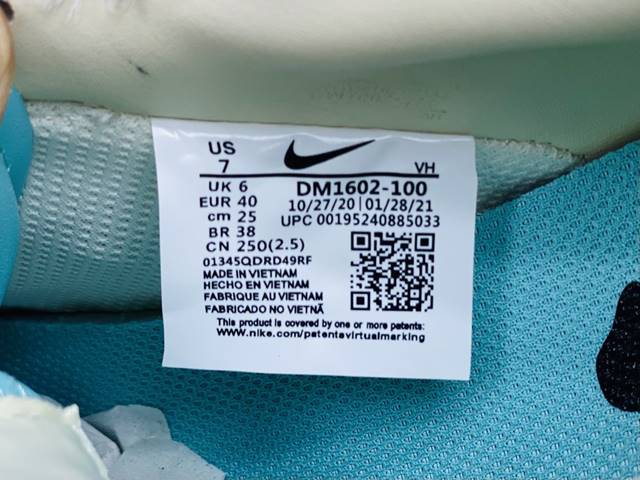 US
7
VH
UK 6
DM1602-100
EUR 40
10/27/20 | 01/28/21
cm 25
UPC 00195240885033
BR 38
CN 250(2.5)
01345QDRD49RF
MADE IN VIETNAM
HECHO EN VIETNAM
FABRIQUE AU VIETNAM
FABRICADO NO VIETNÃ
This product is covered by one or more patents:
www.nike.com/patentsvirtualmarking